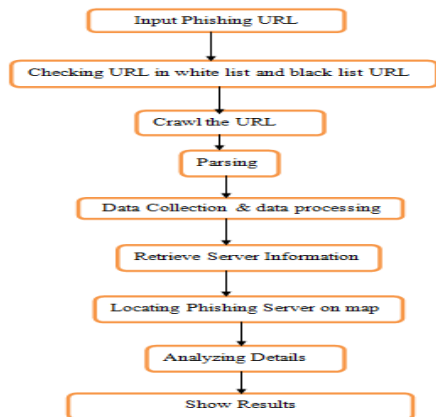 Input Phishing URL
Checking URL in white list and black list URL
Crawl the URL
Parsing
Data Collection & data processing
Retrieve Server Information
Locating Phishing Server on map
Analyzing Details
Show Results